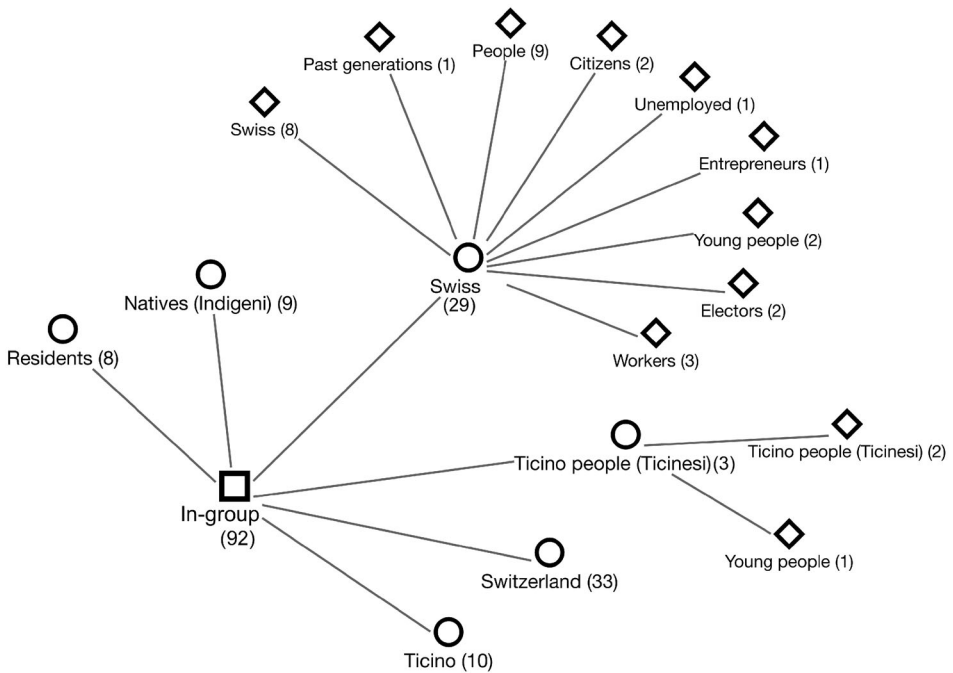 People (9)
Past generations (1)
Citizens (2)
Unemployed (1)
Swiss (8)
Entrepreneurs (1)
Young people (2)
Swiss
(29)
Natives (Indigeni) (9)
Electors (2)
Residents (8)
Workers (3)
Ticino people (Ticinesi)(3)
Ticino people (Ticinesi) (2)
In-group
(92)
Young people (1)
Switzerland (33)
Ticino (10)